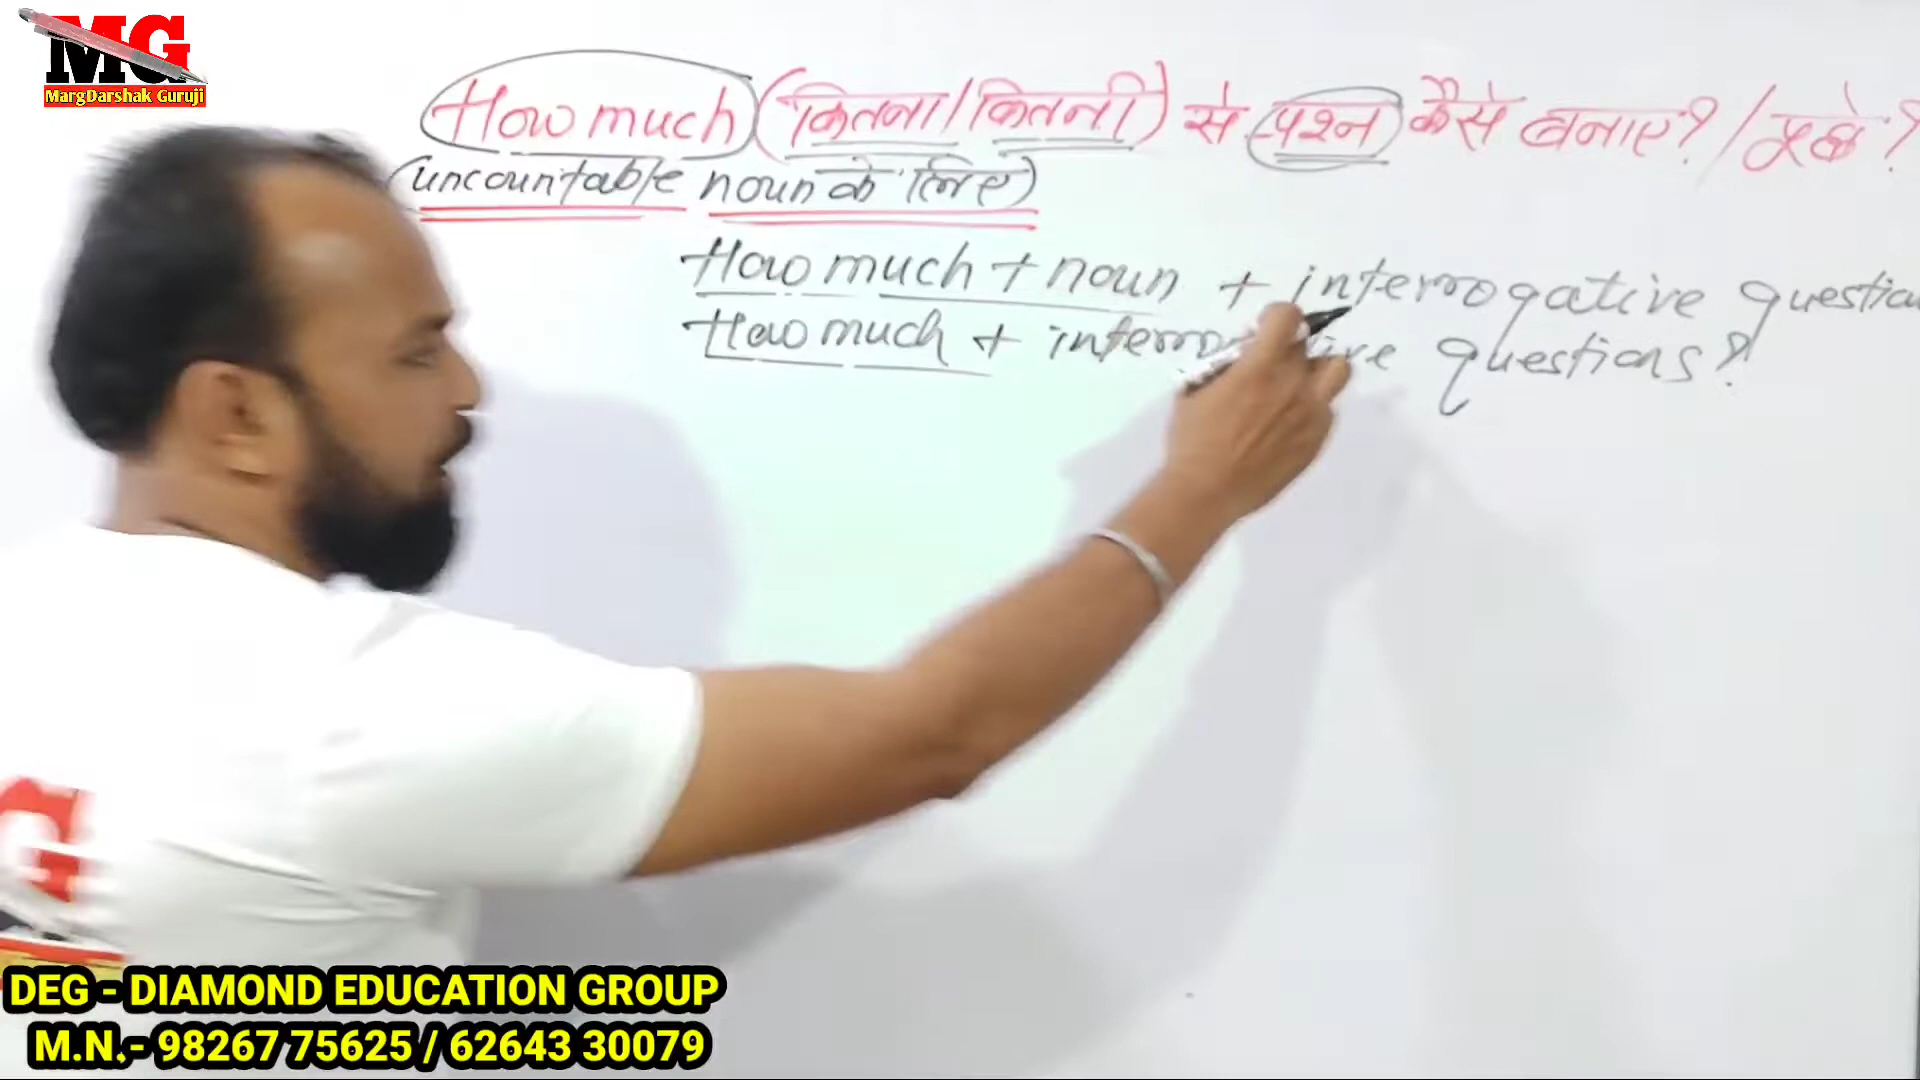 MG
MargDarshak Guruji
How much (कितना/कितनी) से प्रश्न कैसे बनाए? / पूछे?
(uncountable noun के लिए)
How much + noun + interrogative question
How much + interrogative questions?
G
DEG - DIAMOND EDUCATION GROUP
M.N.- 98267 75625 / 62643 30079